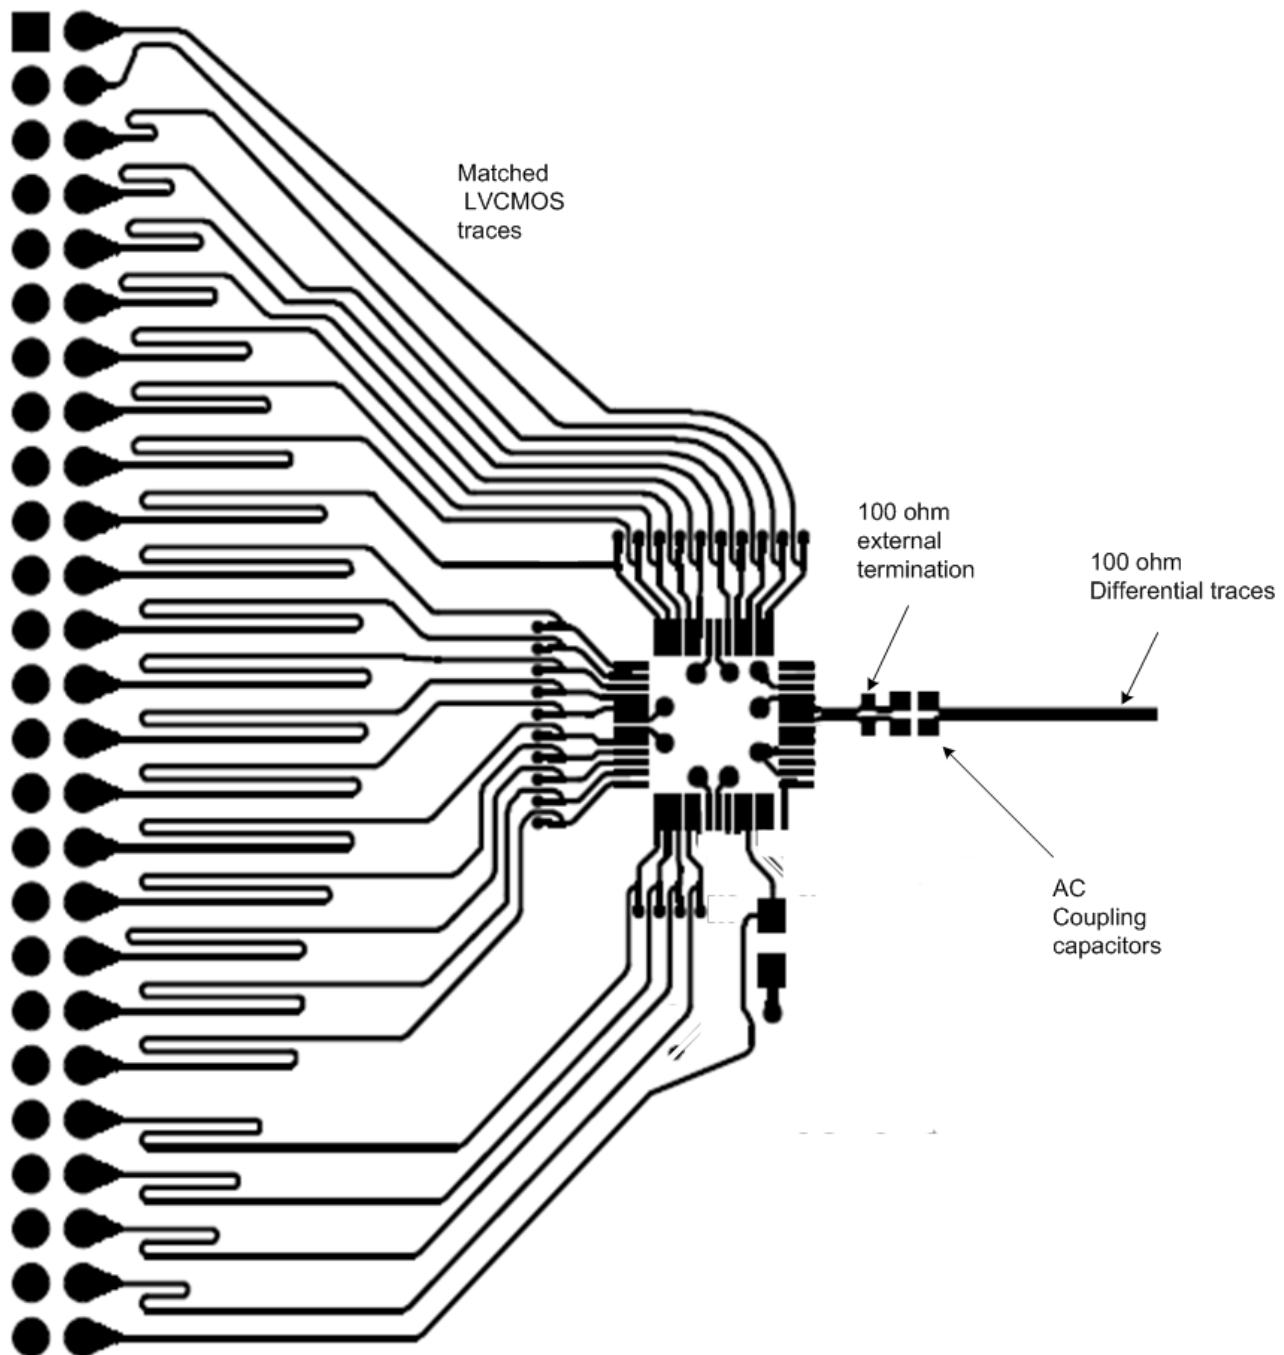 Matched
LVCMOS
traces
100 ohm
external
termination
100 ohm
Differential traces
AC
Coupling
capacitors